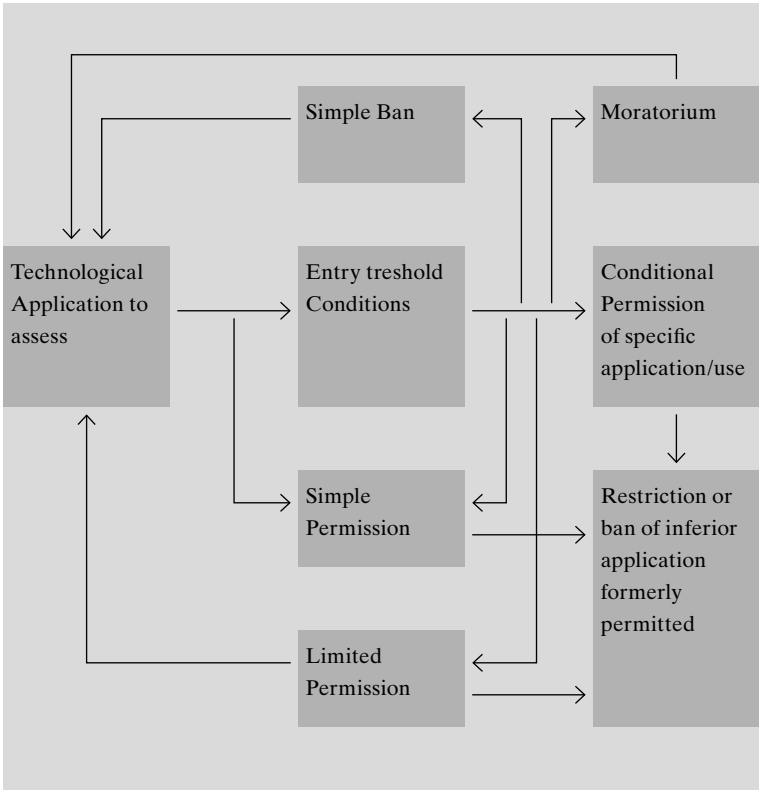 Simple Ban
Moratorium
Technological
Application to
assess
Entry treshold
Conditions
Conditional
Permission
of specific
application/use
Simple
Permission
Restriction or
ban of inferior
application
formerly
permitted
Limited
Permission